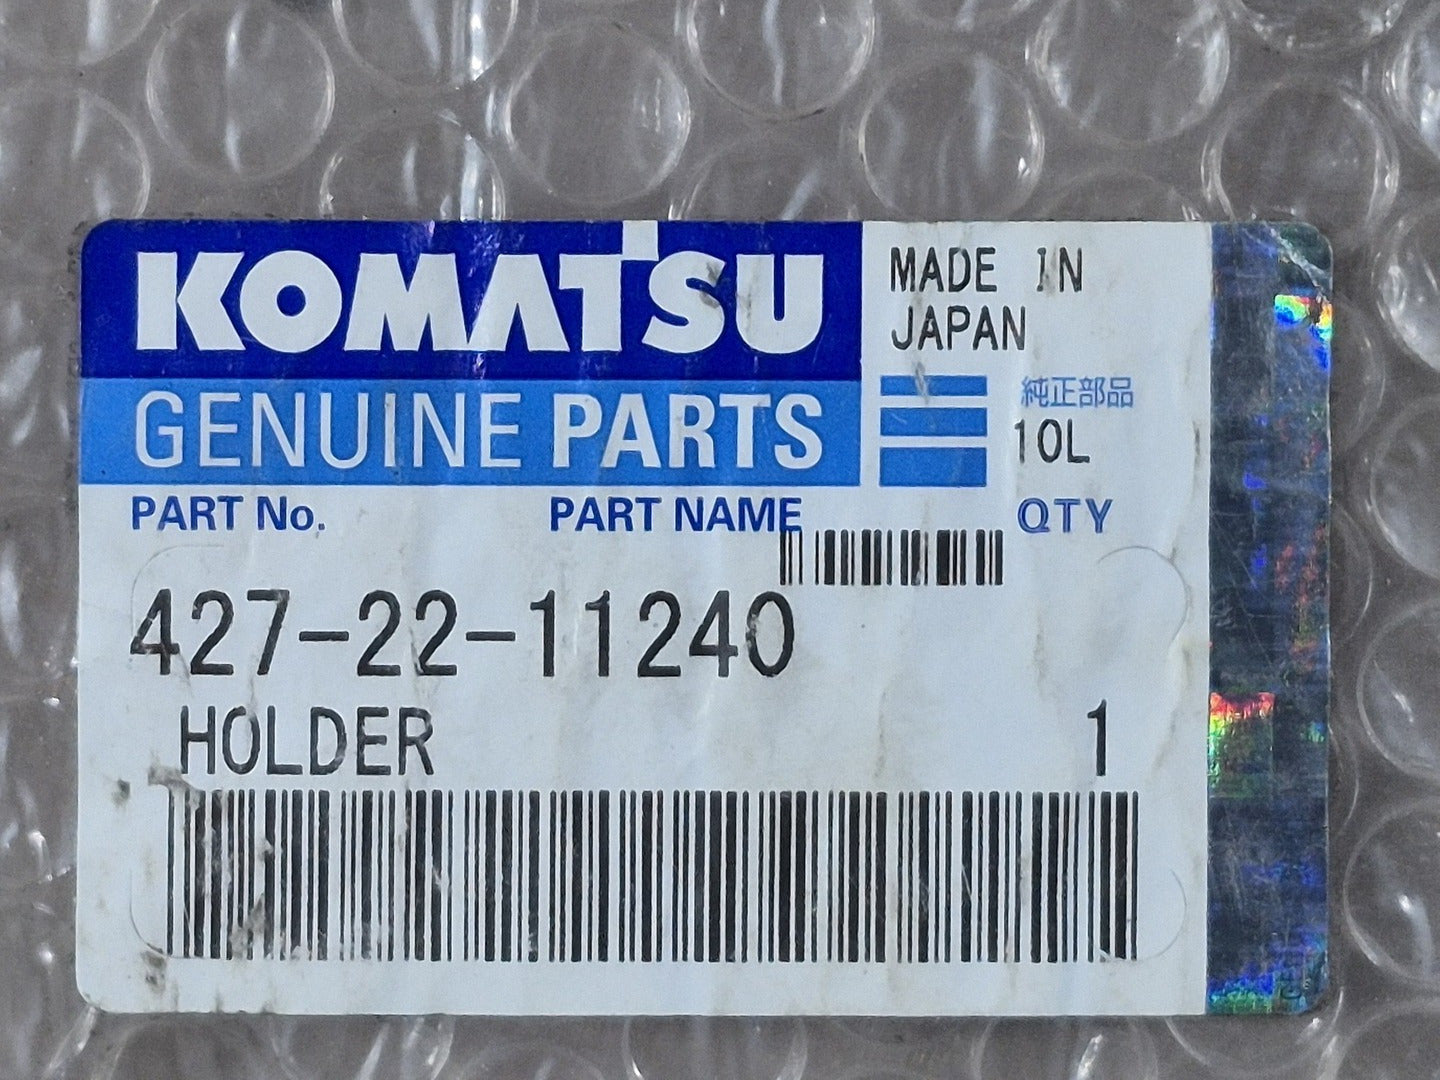 KOMATSU
MADE IN
JAPAN
GENUINE PARTS
純正部品
10L
PART No. PART NAME QTY
427-22-11240
HOLDER 1